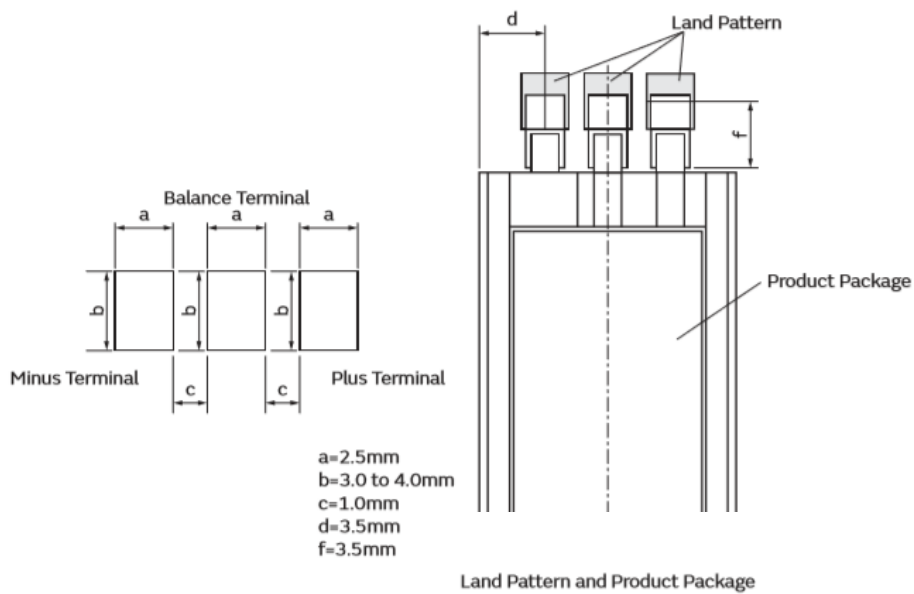 d
Land Pattern
f
Balance Terminal
a
a
a
b
b
b
Product Package
Minus Terminal
Plus Terminal
c
c
a=2.5mm
b=3.0 to 4.0mm
c=1.0mm
d=3.5mm
f=3.5mm
Land Pattern and Product Package